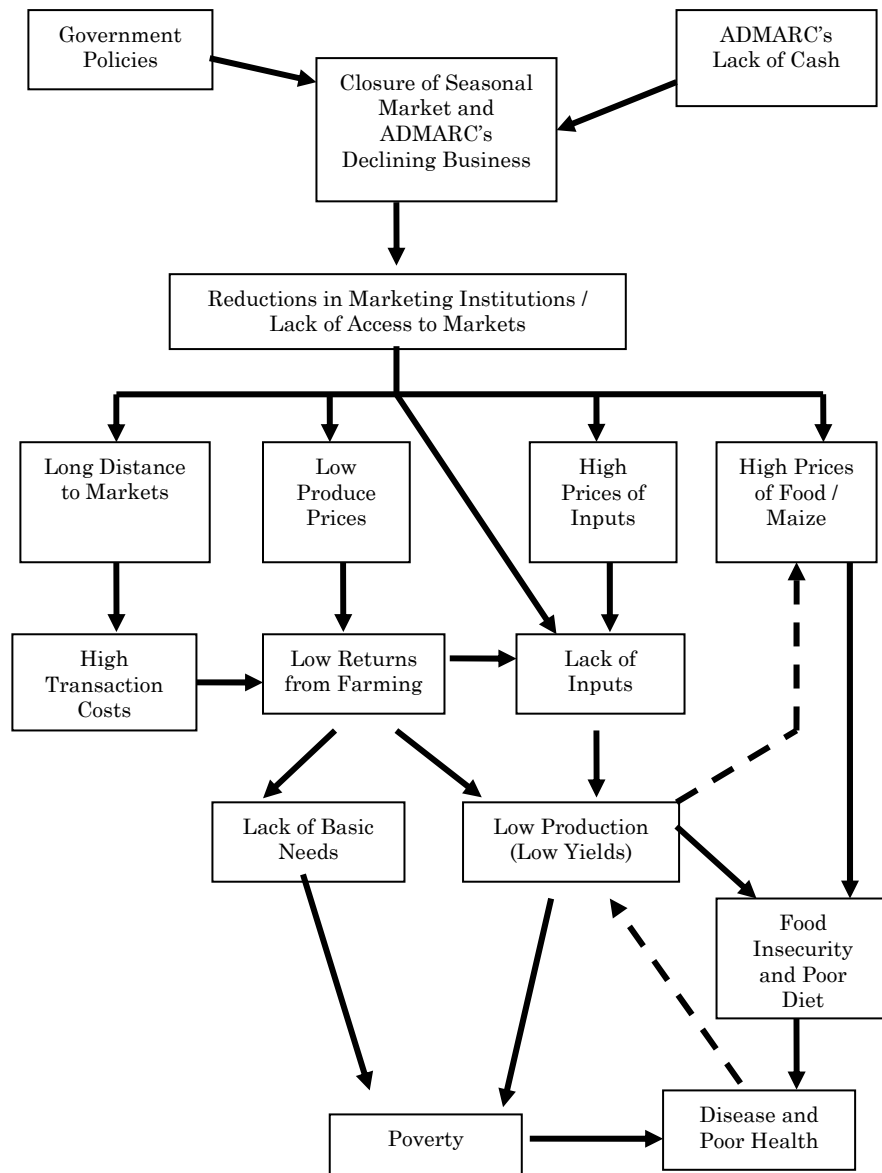 Government
Policies
ADMARC’s
Lack of Cash
Closure of Seasonal
Market and
ADMARC’s
Declining Business
Reductions in Marketing Institutions /
Lack of Access to Markets
Long Distance
to Markets
Low
Produce
Prices
High
Prices of
Inputs
High Prices
of Food /
Maize
High
Transaction
Costs
Low Returns
from Farming
Lack of
Inputs
Lack of Basic
Needs
Low Production
(Low Yields)
Food
Insecurity
and Poor
Diet
Poverty
Disease and
Poor Health